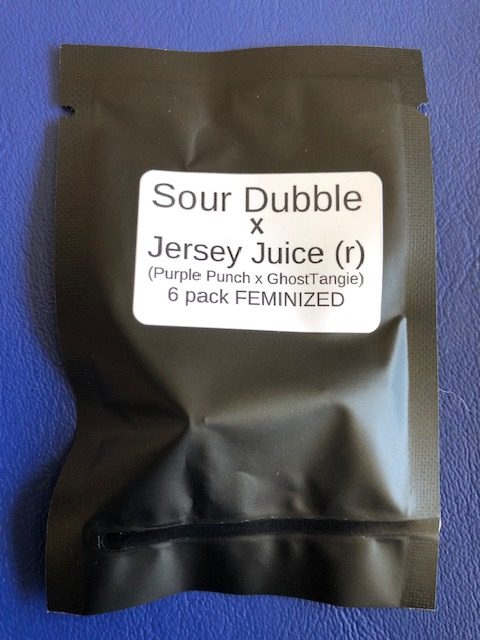 Sour Dubble
x
Jersey Juice (r)
(Purple Punch x GhostTangie)
6 pack FEMINIZED